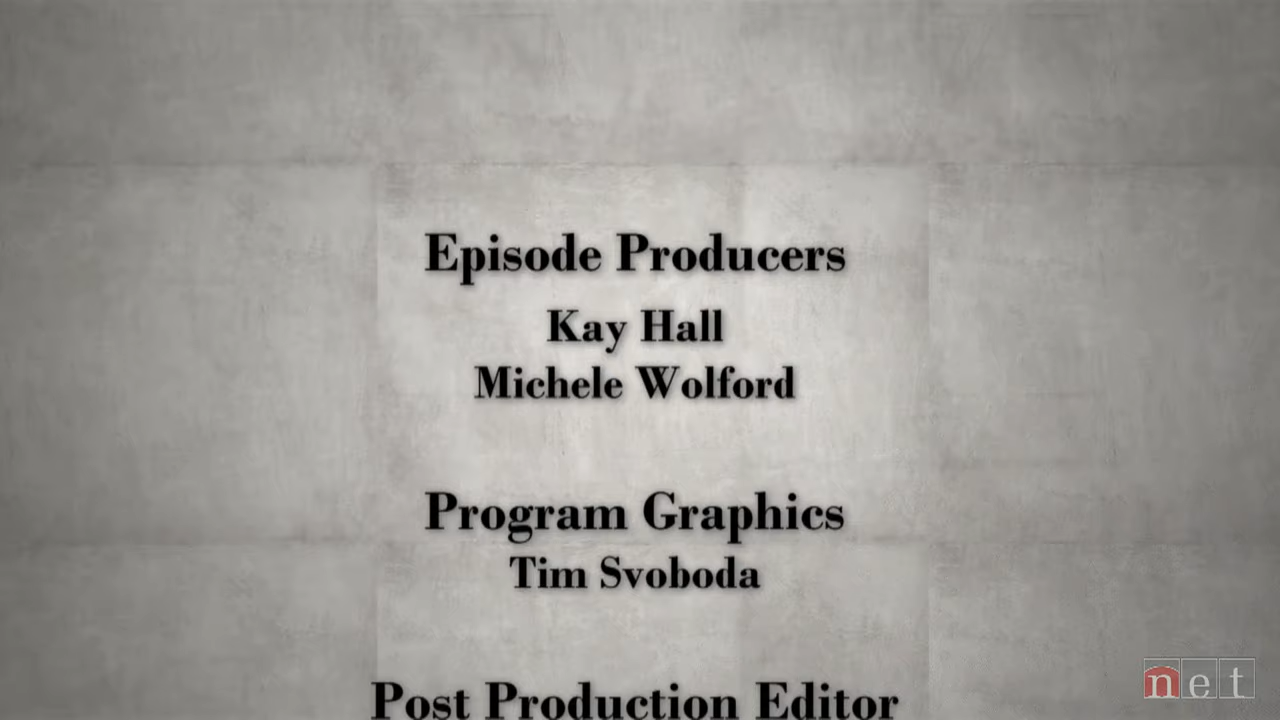 Episode Producers
Kay Hall
Michele Wolford
Program Graphics
Tim Svoboda
Post Production Editor
net